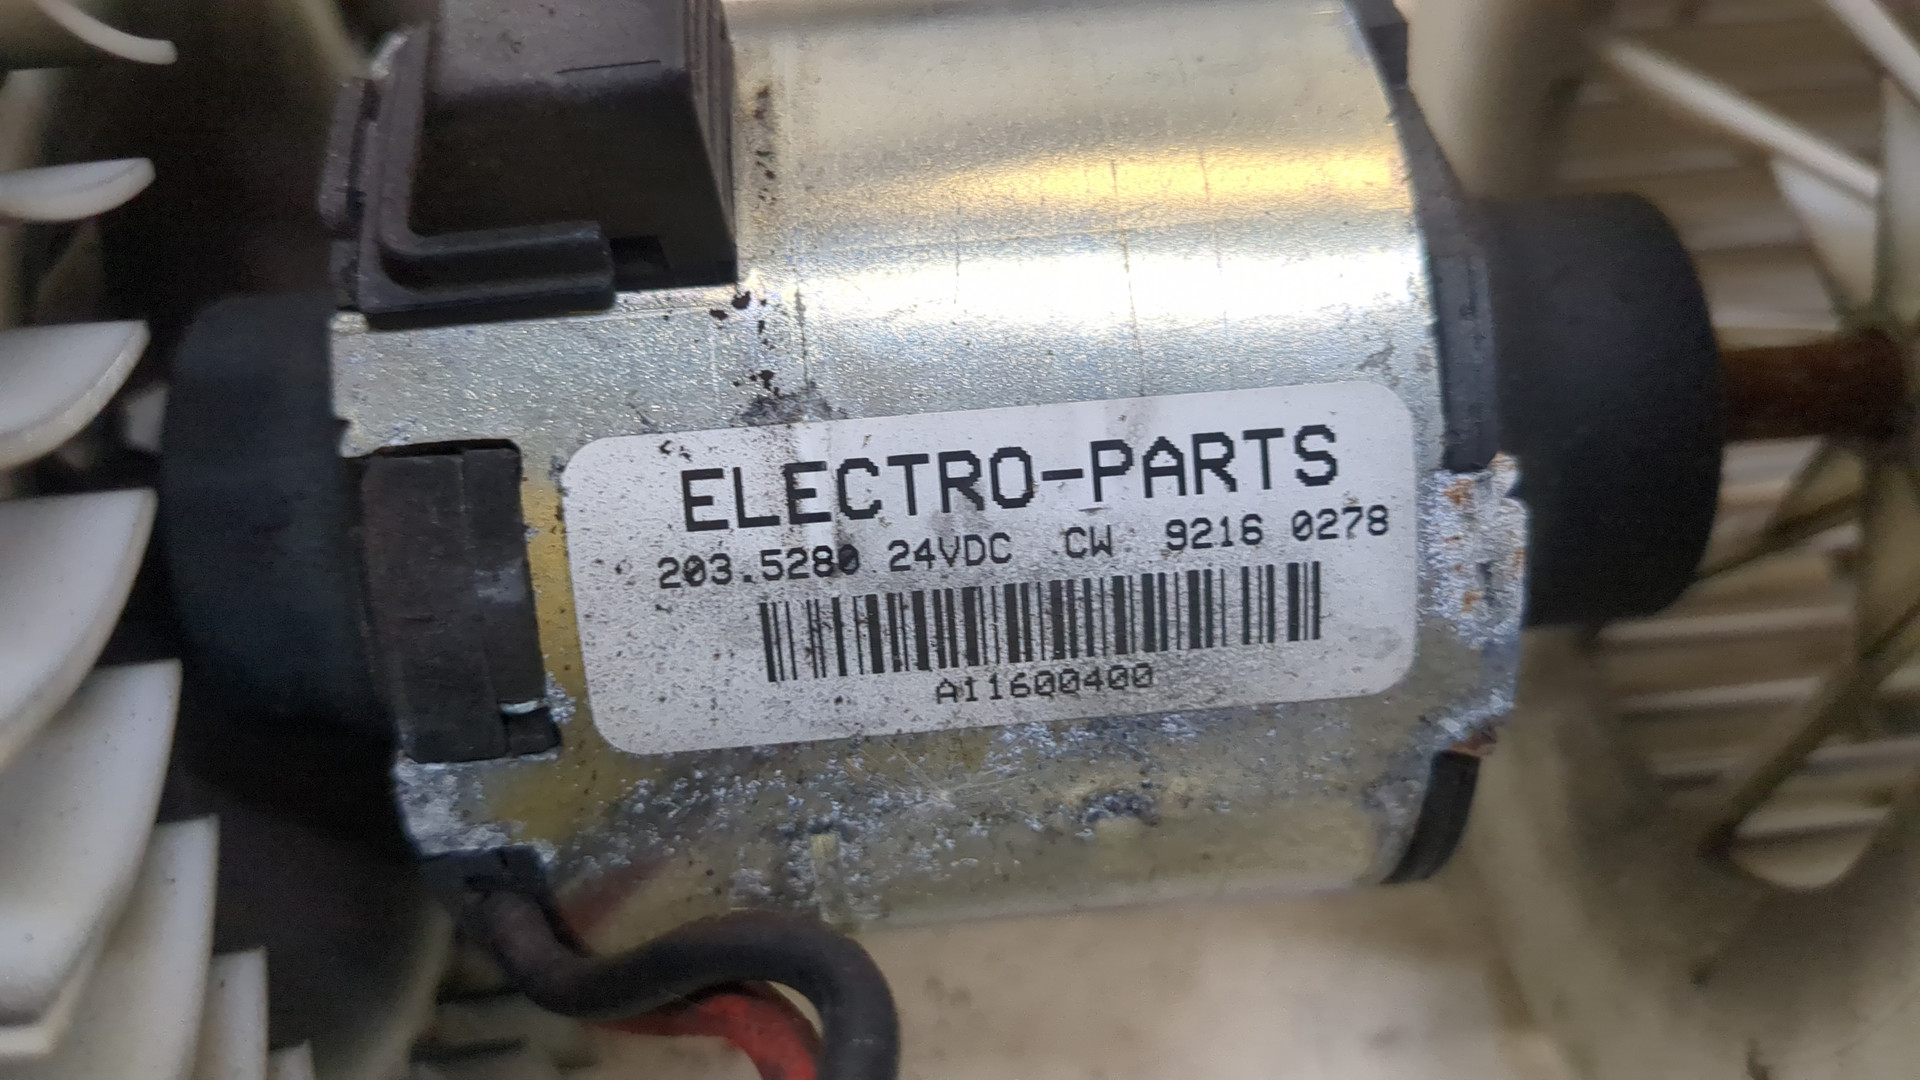 ELECTRO-PARTS
203.5280 24VDC CW 9216 0278
A11600400